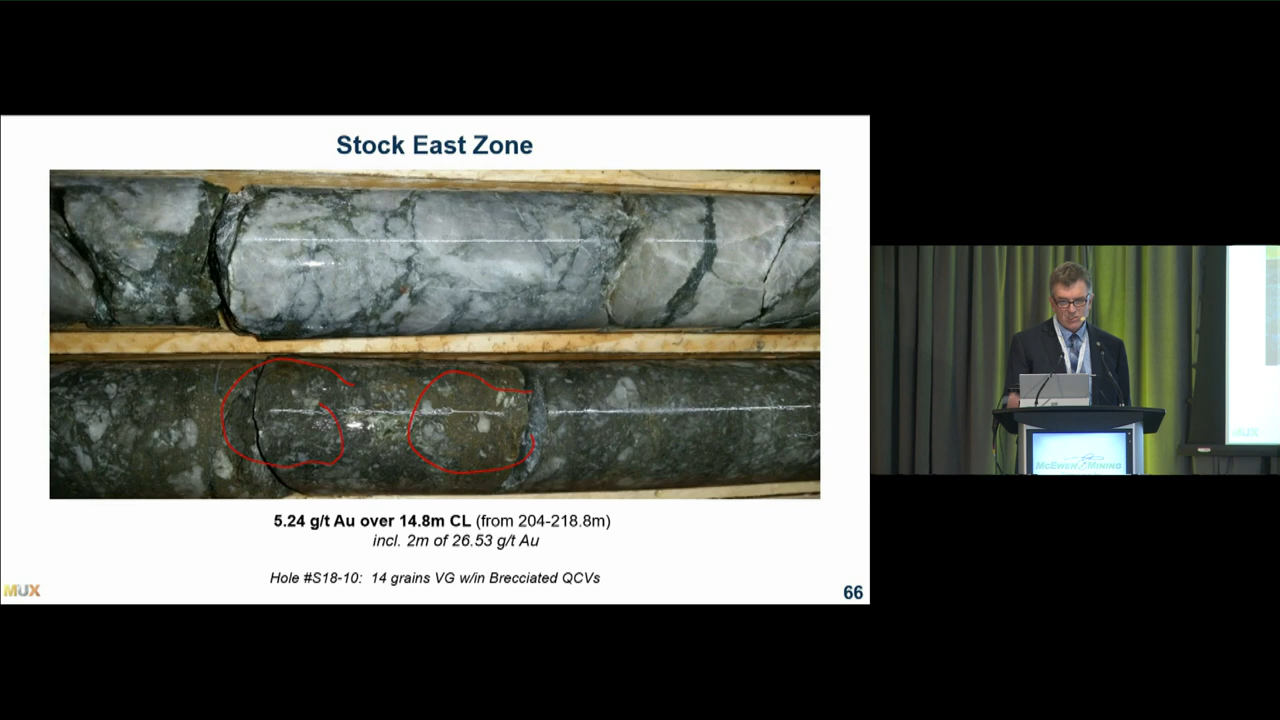 Stock East Zone
5.24 g/t Au over 14.8m CL (from 204-218.8m)
incl. 2m of 26.53 g/t Au
Hole #S18-10: 14 grains VG w/in Brecciated QCVs
MUX
66
McEwen Mining
MUX